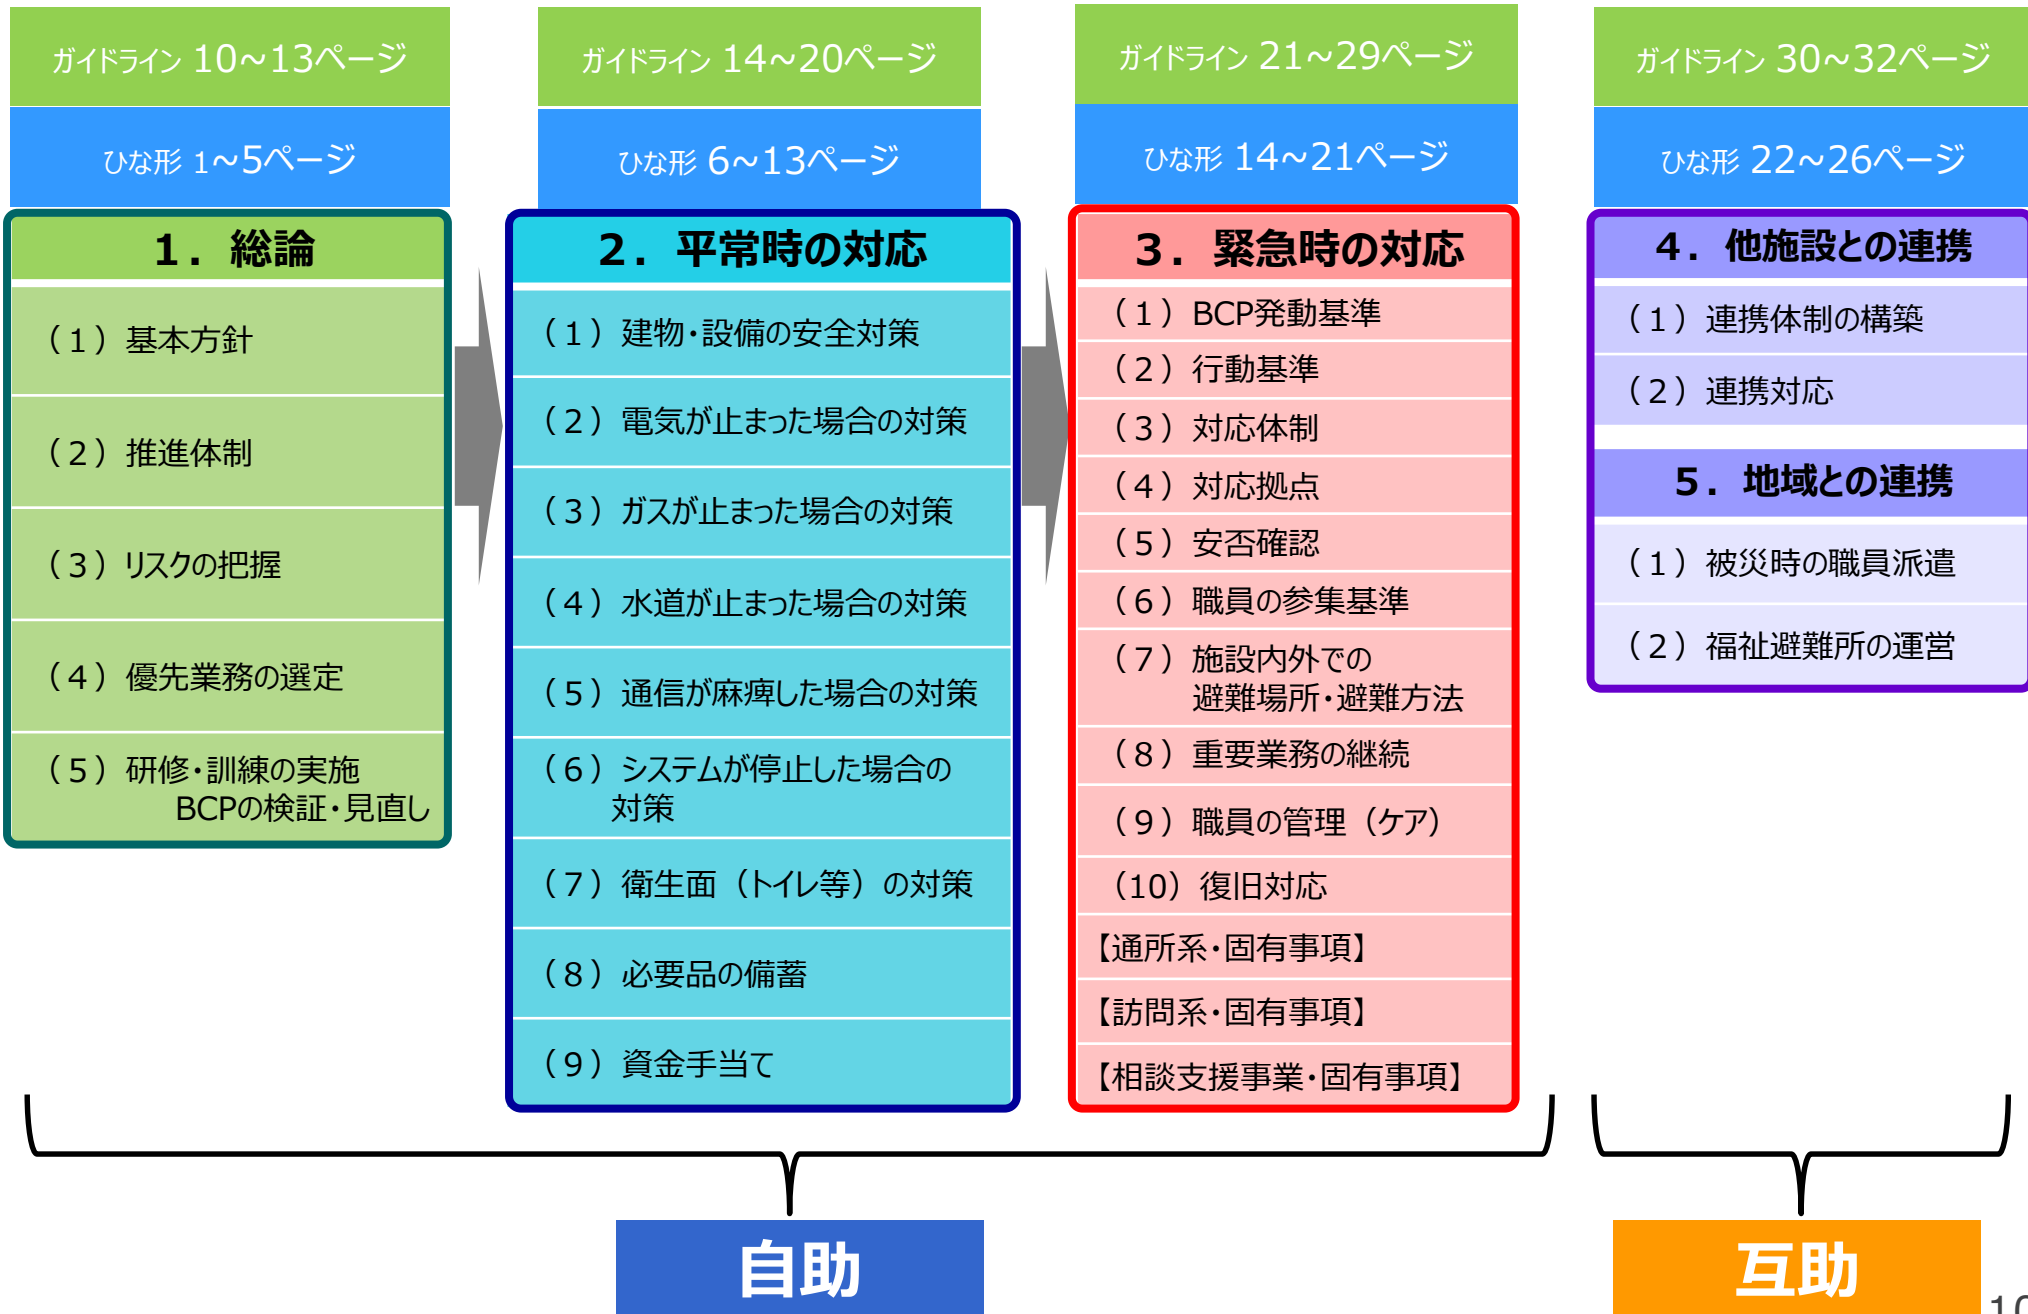 ガイドライン 10~13ページ
ひな形 1~5ページ
１．総論
（１）基本方針
（２）推進体制
（３）リスクの把握
（４）優先業務の選定
（５）研修・訓練の実施
BCPの検証・見直し
ガイドライン 14~20ページ
ひな形 6~13ページ
２．平常時の対応
（１）建物・設備の安全対策
（２）電気が止まった場合の対策
（３）ガスが止まった場合の対策
（４）水道が止まった場合の対策
（５）通信が麻痺した場合の対策
（６）システムが停止した場合の
対策
（７）衛生面（トイレ等）の対策
（８）必要品の備蓄
（９）資金手当て
ガイドライン 21~29ページ
ひな形 14~21ページ
３．緊急時の対応
（１）BCP発動基準
（２）行動基準
（３）対応体制
（４）対応拠点
（５）安否確認
（６）職員の参集基準
（７）施設内外での
避難場所・避難方法
（８）重要業務の継続
（９）職員の管理（ケア）
（10）復旧対応
【通所系・固有事項】
【訪問系・固有事項】
【相談支援事業・固有事項】
ガイドライン 30~32ページ
ひな形 22~26ページ
４．他施設との連携
（１）連携体制の構築
（２）連携対応
５．地域との連携
（１）被災時の職員派遣
（２）福祉避難所の運営
自助
互助